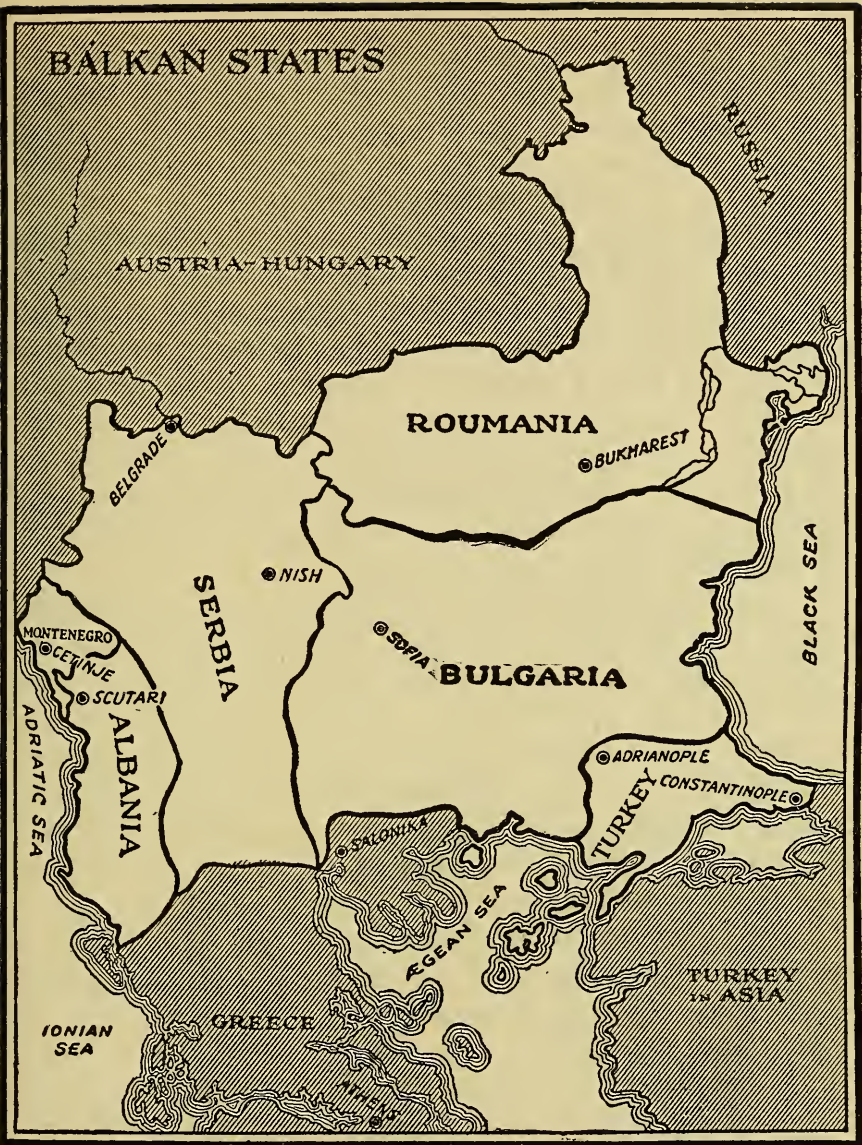 BALKAN STATES
RUSSIA
AUSTRIA-HUNGARY
ROUMANIA
BUKHAREST
BELGRADE
BLACK SEA
NISH
SERBIA
SOFIA
BULGARIA
MONTENEGRO
CETINJE
SCUTARI
ADRIATIC SEA
ALBANIA
ADRIANOPLE
CONSTANTINOPLE
TURKEY
SALONIKA
ÆGEAN SEA
TURKEY
IN ASIA
GREECE
IONIAN
SEA
ATHENS